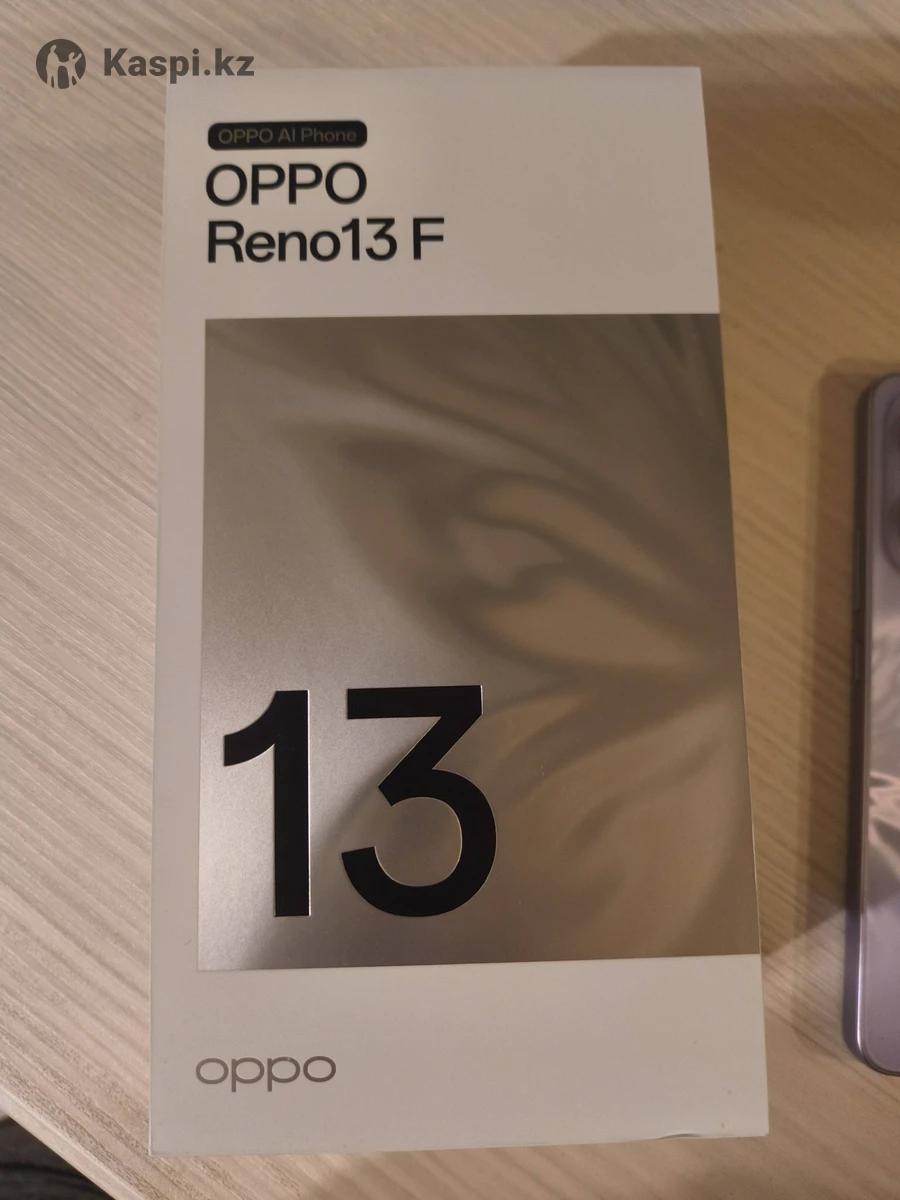 Kaspi.kz
OPPO AI Phone
OPPO
Reno13 F
13
oppo